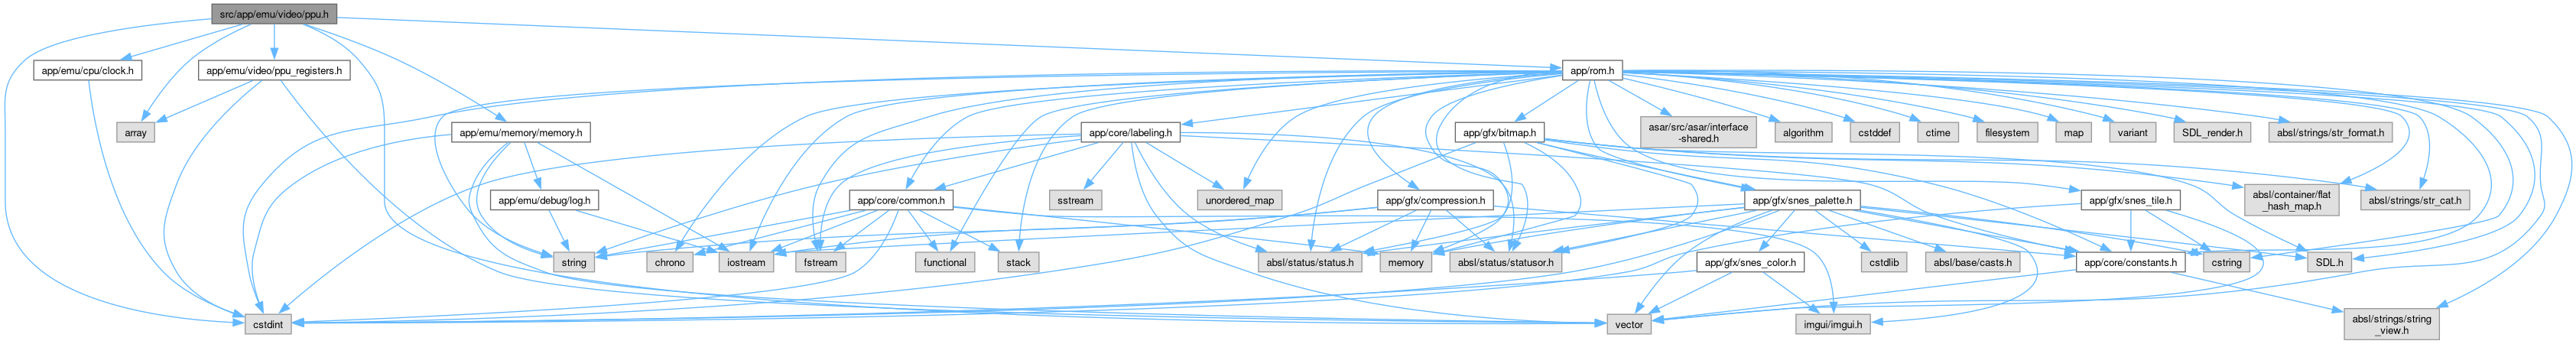 src/app/emu/video/ppu.h
app/emu/cpu/clock.h
app/emu/video/ppu_registers.h
app/rom.h
array
app/emu/memory/memory.h
app/core/labeling.h
app/gfx/bitmap.h
asar/src/asar/interface
-shared.h
algorithm
cstddef
ctime
filesystem
map
variant
SDL_render.h
absl/strings/str_format.h
app/emu/debug/log.h
app/core/common.h
sstream
unordered_map
app/gfx/compression.h
app/gfx/snes_palette.h
app/gfx/snes_tile.h
absl/container/flat
_hash_map.h
absl/strings/str_cat.h
string
chrono
iostream
fstream
functional
stack
absl/status/status.h
memory
absl/status/statusor.h
app/gfx/snes_color.h
cstdlib
absl/base/casts.h
app/core/constants.h
cstring
SDL.h
cstdint
vector
imgui/imgui.h
absl/strings/string
_view.h